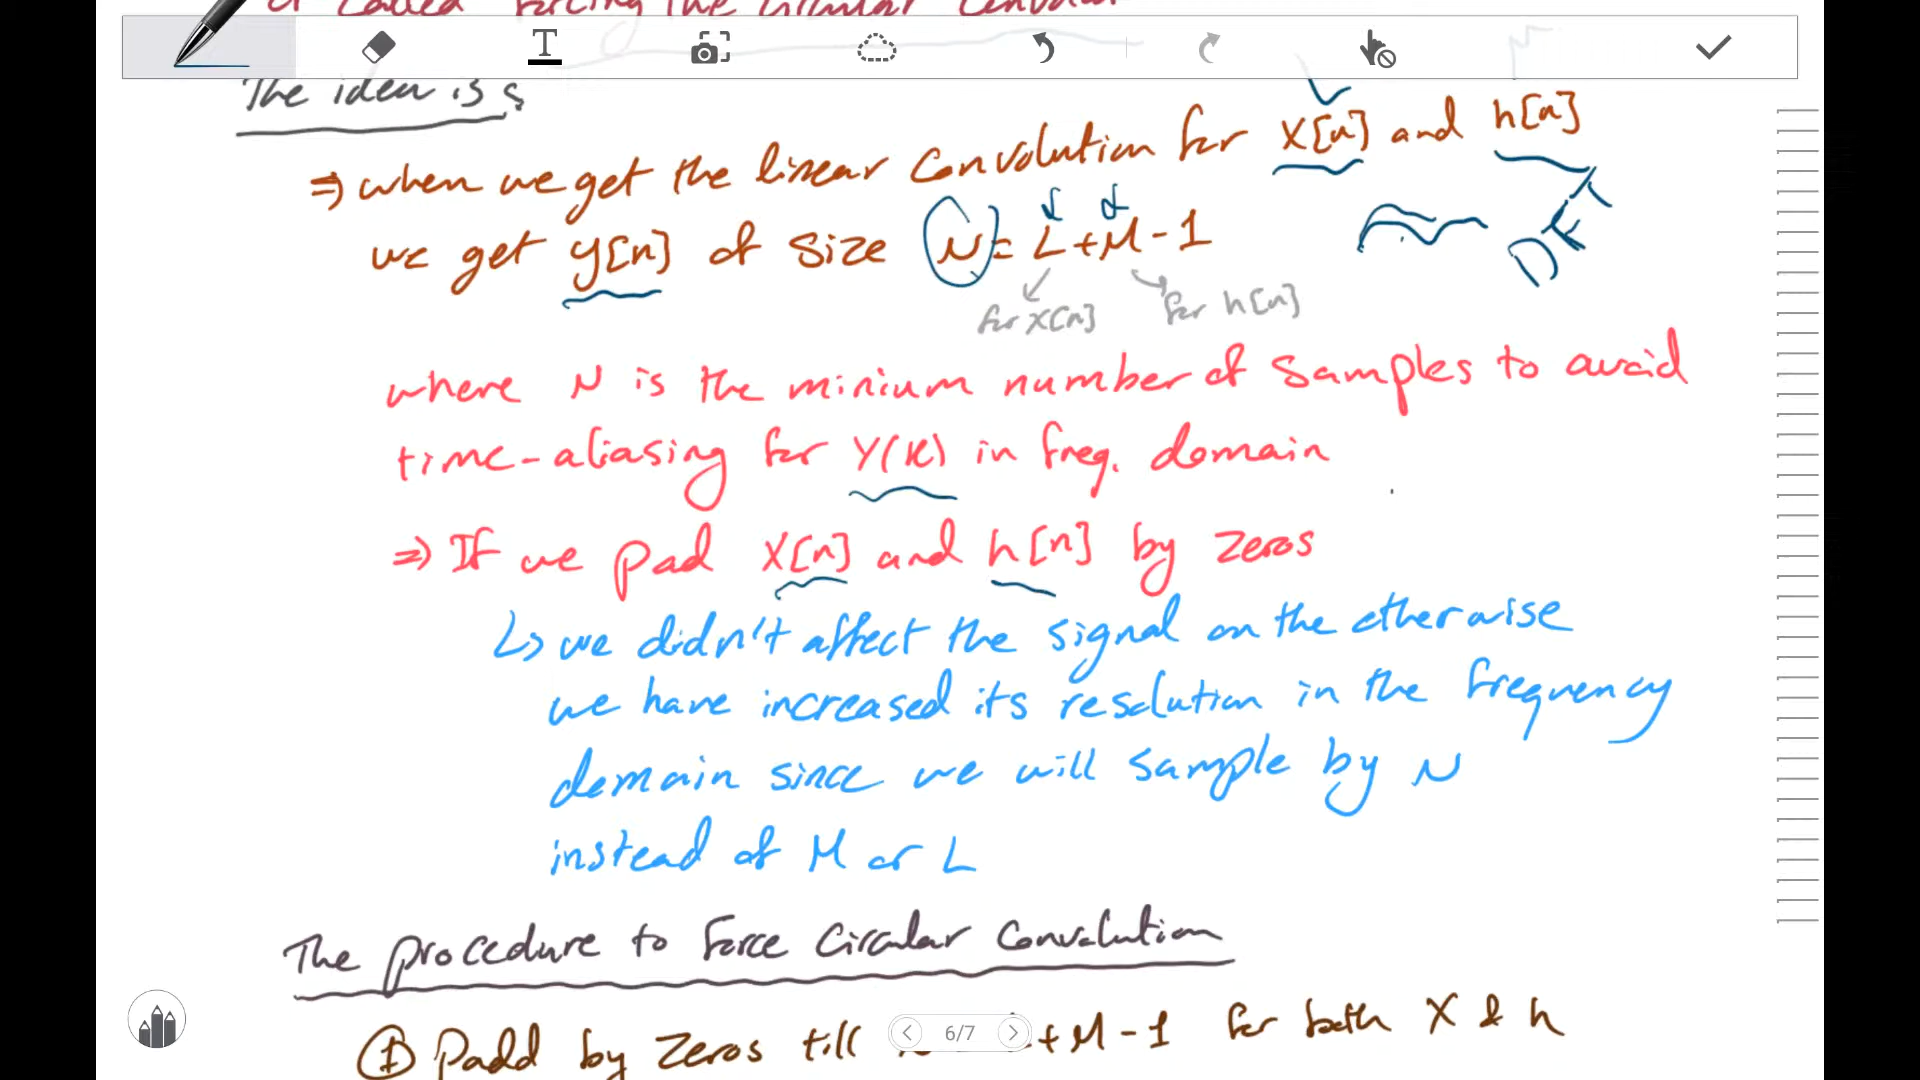 called forcing the circular
The idea is :
⇒ when we get the linear Convolution for X[n] and h[n]
we get y[n] of size N = L + M - 1
DFT
for X[n] for h[n]
where N is the minium number of samples to avoid
time-aliasing for Y(K) in freq. domain
⇒ If we pad X[n] and h[n] by zeros
↳ we didn't affect the signal on the otherwise
we have increased its resolution in the frequency
domain since we will sample by N
instead of M or L
The procedure to Force Circular Convolution
① Padd by zeros till + M - 1 for both X & h
T
6/7